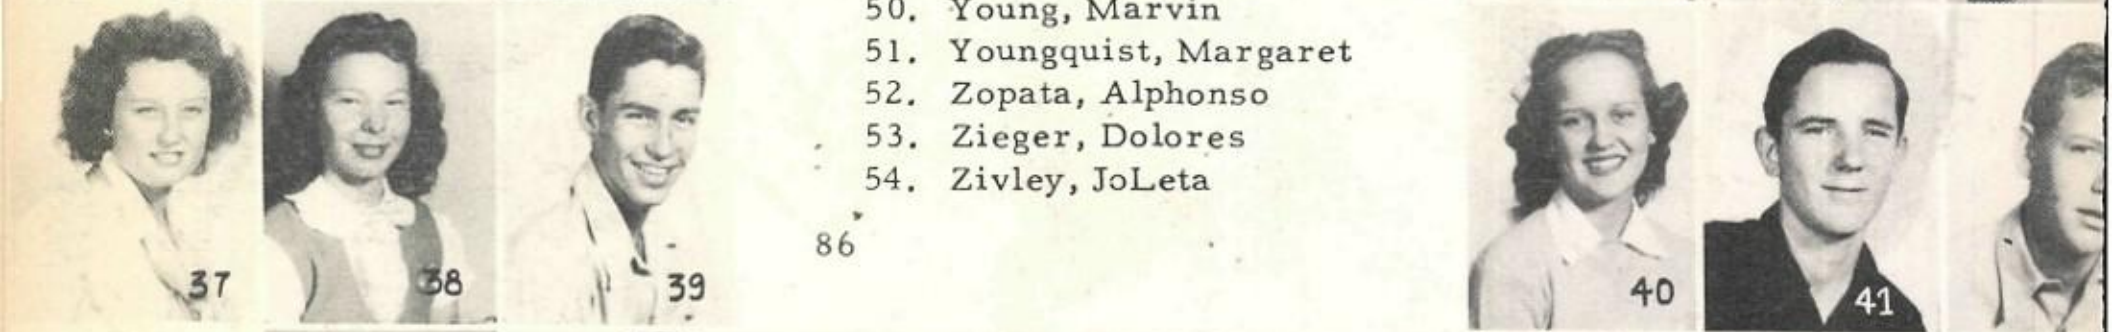 50. Young, Marvin
51. Youngquist, Margaret
52. Zopata, Alphonso
53. Zieger, Dolores
54. Zivley, JoLeta
86
37
38
39
40
41